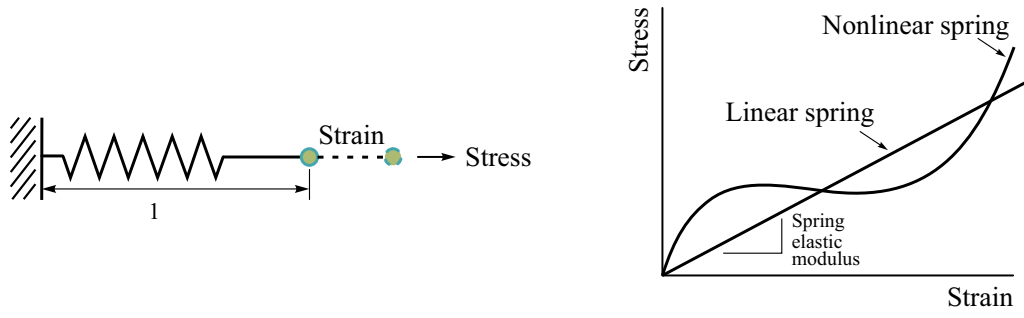 Strain
Stress
1
Stress
Nonlinear spring
Linear spring
Spring
elastic
modulus
Strain